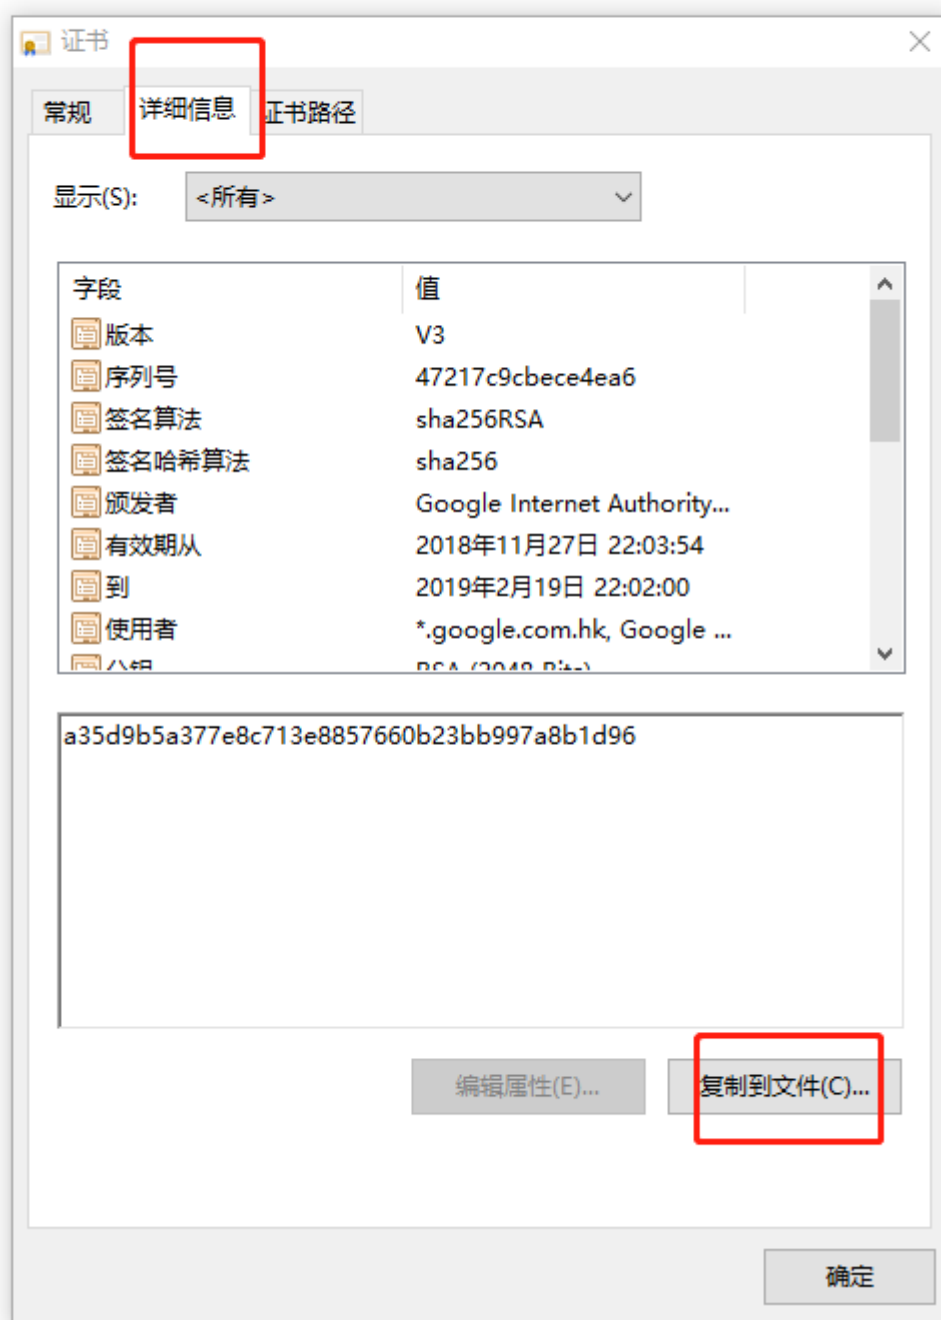 证书
常规 详细信息 证书路径
显示(S): <所有>
字段 值
版本 V3
序列号 47217c9cbece4ea6
签名算法 sha256RSA
签名哈希算法 sha256
颁发者 Google Internet Authority...
有效期从 2018年11月27日 22:03:54
到 2019年2月19日 22:02:00
使用者 *.google.com.hk, Google ...
公钥 RSA (2048 Bits)
a35d9b5a377e8c713e8857660b23bb997a8b1d96
编辑属性(E)... 复制到文件(C)...
确定